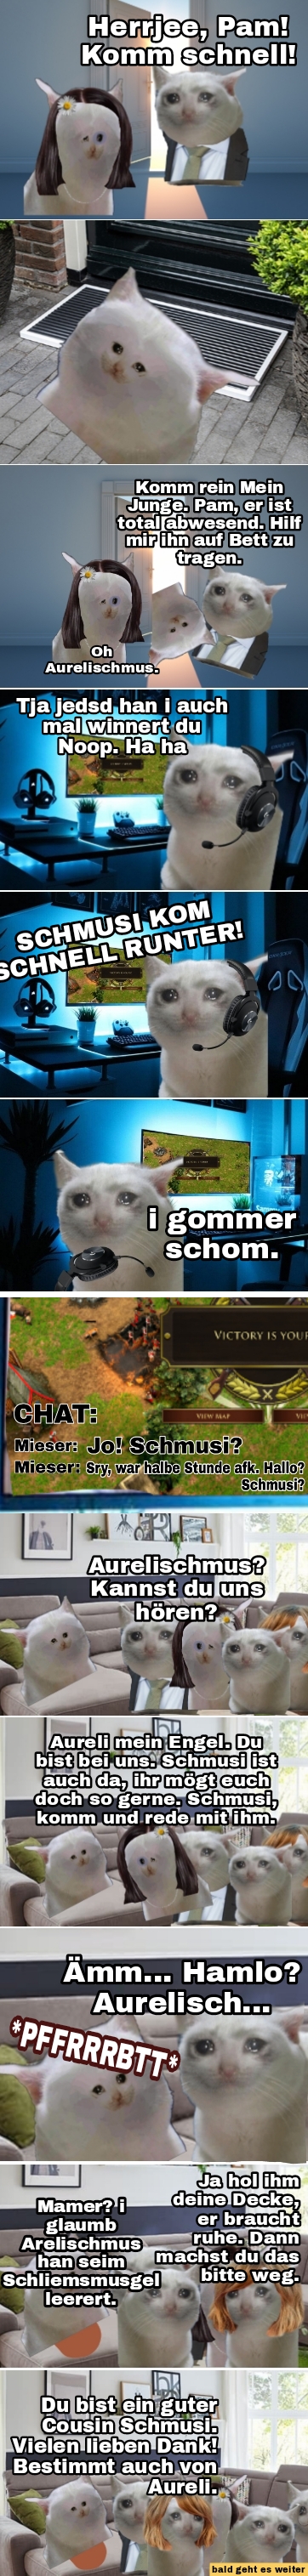 Herrjee, Pam!
Komm schnell!
Komm rein Mein
Junge. Pam, er ist
total abwesend. Hilf
mir ihn auf Bett zu
tragen.
Oh
Aurelischmus.
Tja jedsd han i auch
mal winnert du
Noop. Ha ha
SCHMUSI KOM
SCHNELL RUNTER!
i gommer
schom.
VICTORY IS YOUR
VIEW MAP
CHAT:
Mieser: Jo! Schmusi?
Mieser: Sry, war halbe Stunde afk. Hallo?
Schmusi?
Aurelischmus?
Kannst du uns
hören?
Aureli mein Engel. Du
bist bei uns. Schmusi ist
auch da, ihr mögt euch
doch so gerne. Schmusi,
komm und rede mit ihm.
Ämm... Hamlo?
Aurelisch...
*PFFRRRBTT*
Mamer? i
glaumb
Arelischmus
han seim
Schliemsmusgel
leerert.
Ja hol ihm
deine Decke,
er braucht
ruhe. Dann
machst du das
bitte weg.
Du bist ein guter
Cousin Schmusi.
Vielen lieben Dank!
Bestimmt auch von
Aureli.
bald geht es weiter